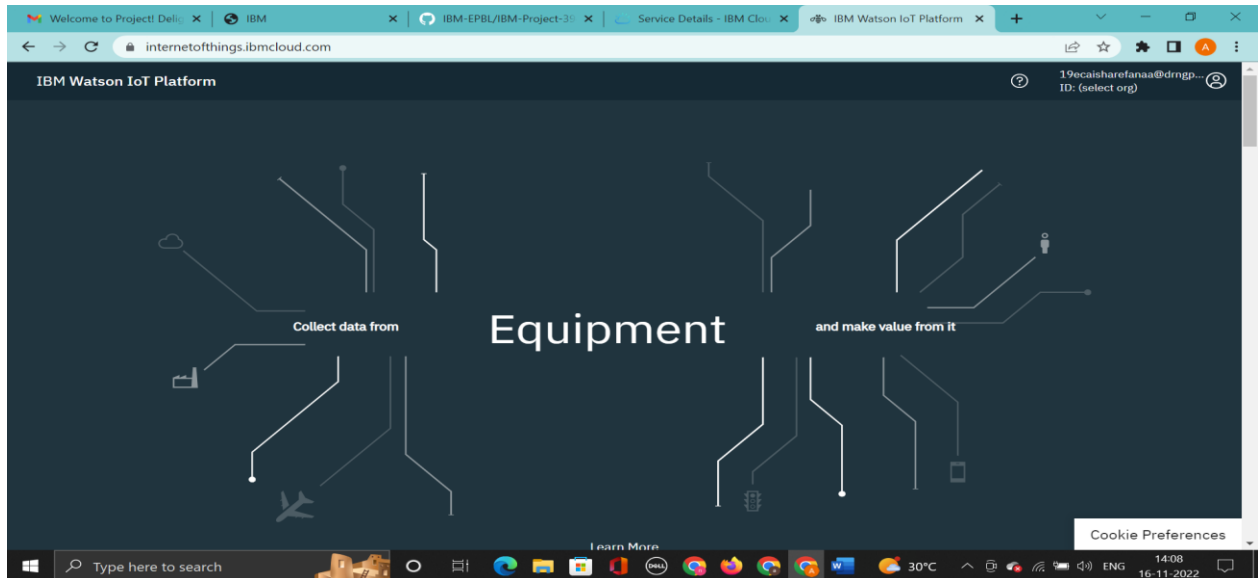 Welcome to Project! Delig
IBM
IBM-EPBL/IBM-Project-39
Service Details - IBM Clou
IBM Watson IoT Platform
internetofthings.ibmcloud.com
A
IBM Watson IoT Platform
19ecaisharefanaa@drngp...
ID: (select org)
Collect data from
Equipment
and make value from it
Learn More
Cookie Preferences
Type here to search
DELL
W
30°C
ENG
14:08
16-11-2022